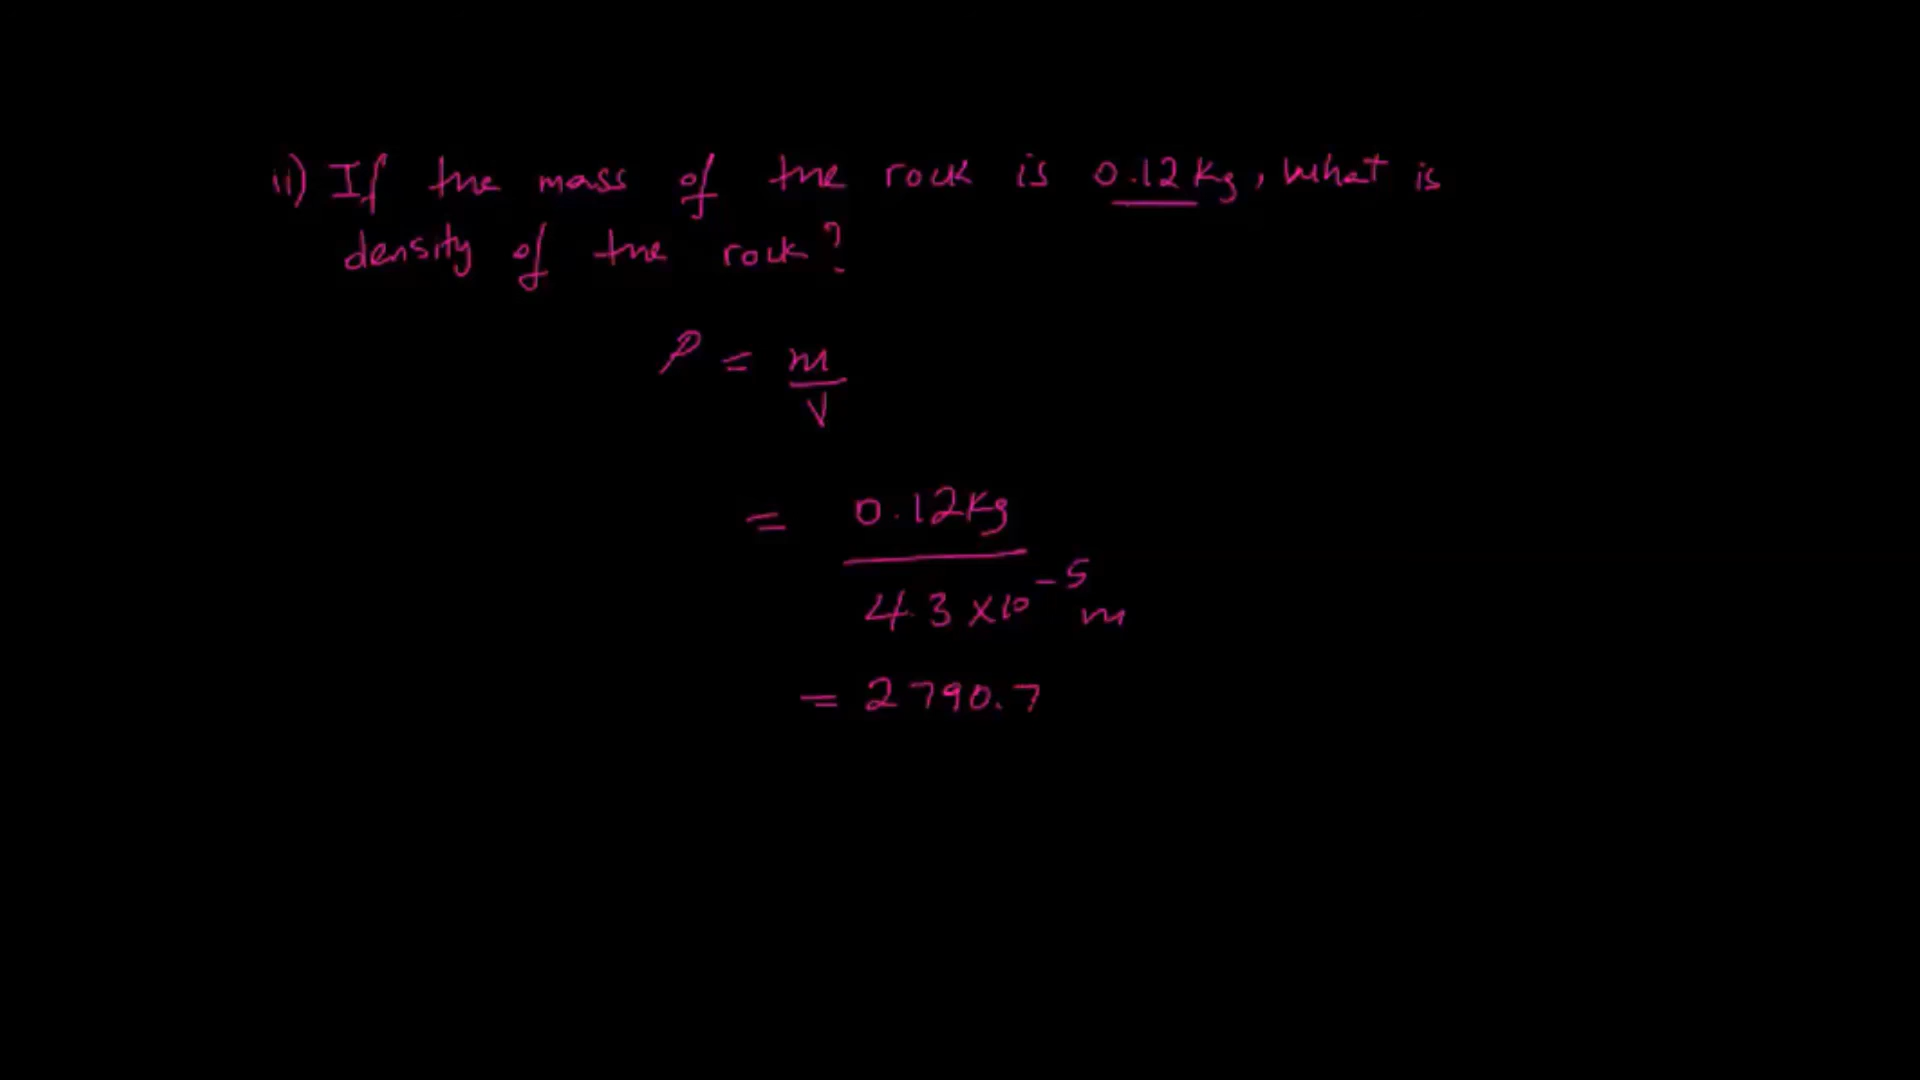 ii) If the mass of the rock is 0.12 Kg, what is
density of the rock?
ρ = m
V
= 0.12 Kg
4.3 × 10⁻⁵ m
= 2790.7